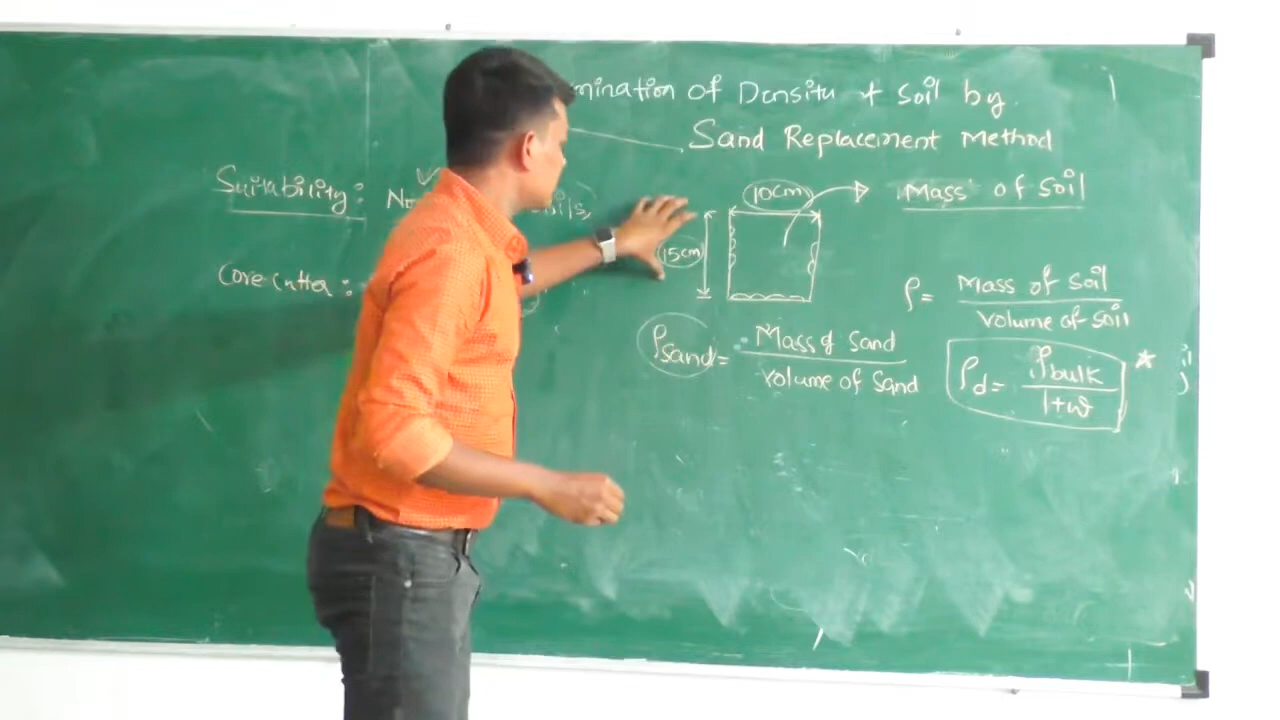 mination of Density of Soil by
Sand Replacement Method
Suitability:
10cm
Mass of Soil
15cm
Core cutter:
ρ = Mass of Soil / Volume of Soil
ρsand = Mass of Sand / Volume of Sand
ρd = ρbulk / 1+w *